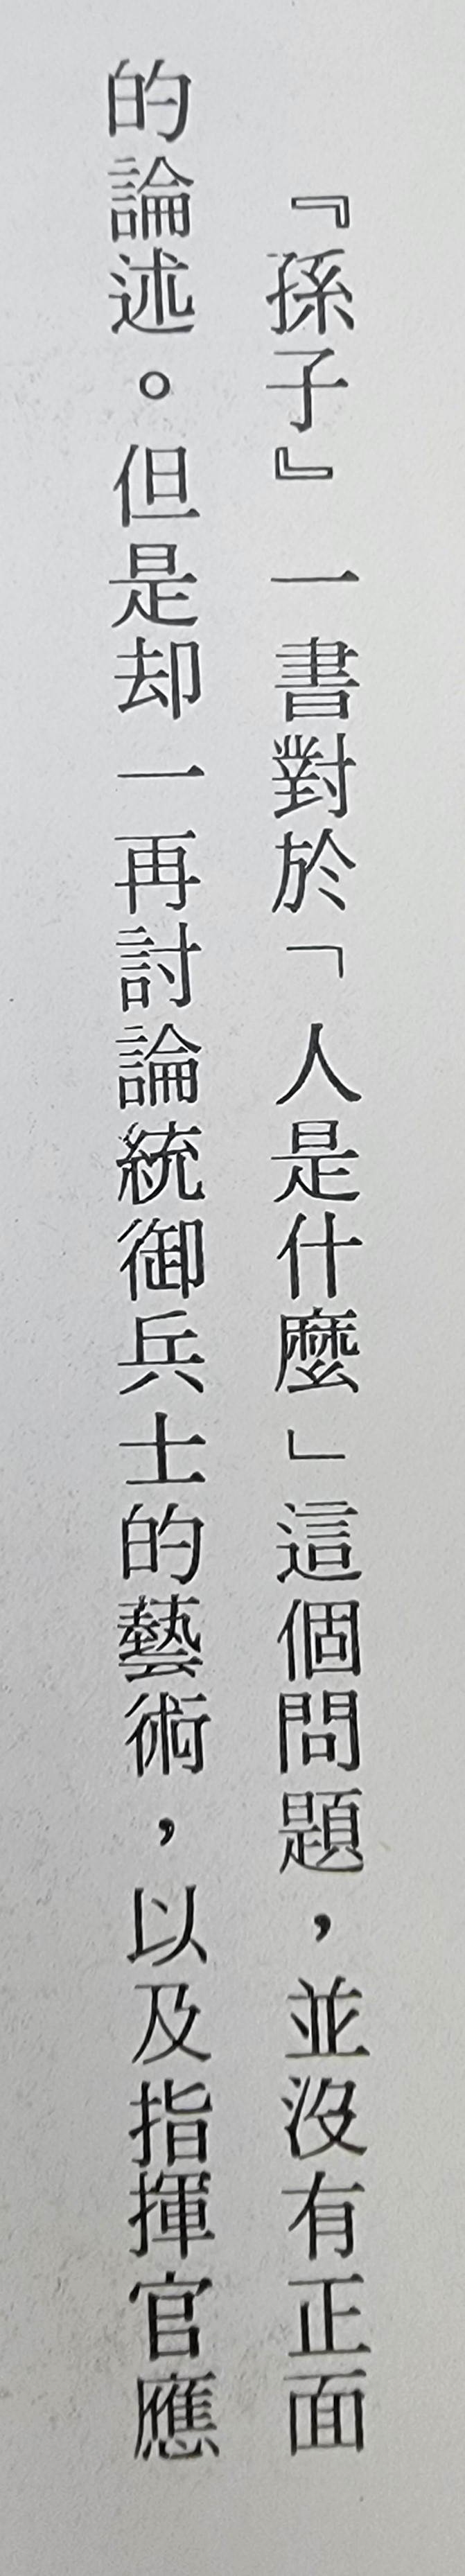 『孫子』一書對於「人是什麼」這個問題，並沒有正面
的論述。但是却一再討論統御兵士的藝術，以及指揮官應